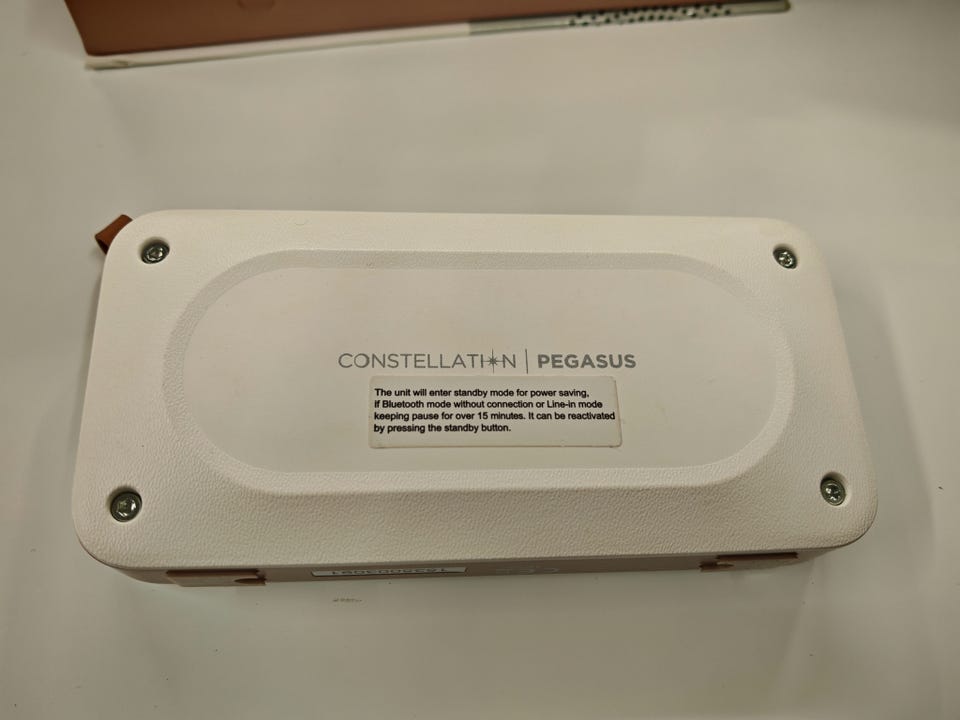 CONSTELLATION | PEGASUS
The unit will enter standby mode for power saving,
if Bluetooth mode without connection or Line-in mode
keeping pause for over 15 minutes. It can be reactivated
by pressing the standby button.